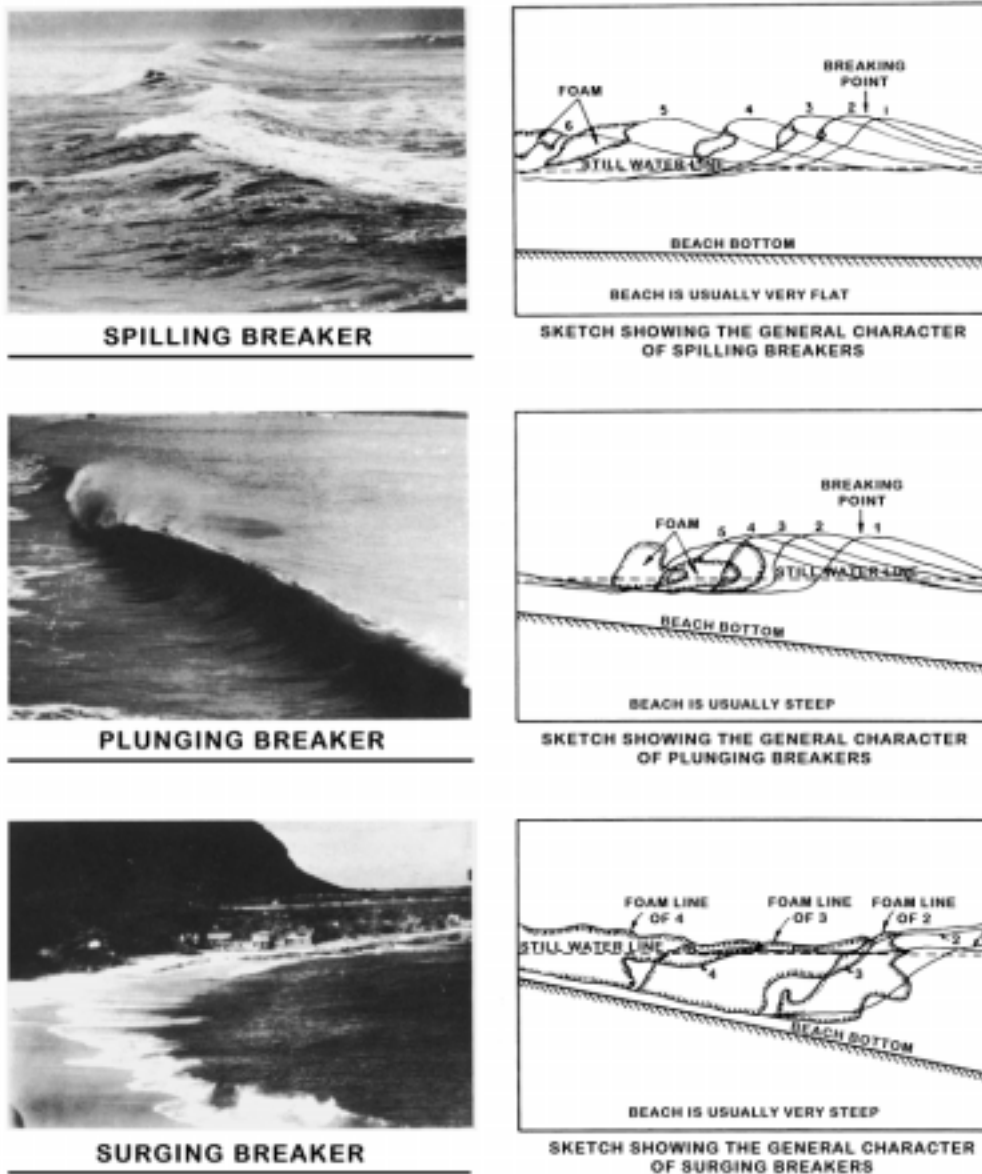 BREAKING
POINT
FOAM
5
4
3
2
1
6
STILL WATER LINE
BEACH BOTTOM
BEACH IS USUALLY VERY FLAT
SPILLING BREAKER
SKETCH SHOWING THE GENERAL CHARACTER
OF SPILLING BREAKERS
BREAKING
POINT
FOAM
5
4
3
2
1
STILL WATER LINE
BEACH BOTTOM
BEACH IS USUALLY STEEP
PLUNGING BREAKER
SKETCH SHOWING THE GENERAL CHARACTER
OF PLUNGING BREAKERS
FOAM LINE
OF 4
FOAM LINE
OF 3
FOAM LINE
OF 2
2
STILL WATER LINE
4
3
BEACH BOTTOM
BEACH IS USUALLY VERY STEEP
SURGING BREAKER
SKETCH SHOWING THE GENERAL CHARACTER
OF SURGING BREAKERS